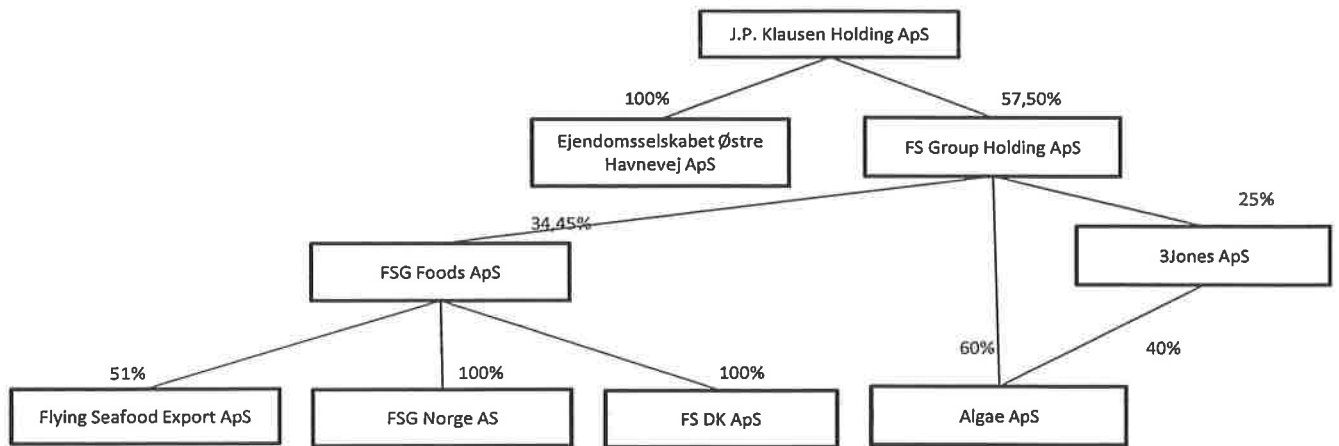 J.P. Klausen Holding ApS
100%
57,50%
Ejendomsselskabet Østre
Havnevej ApS
FS Group Holding ApS
34,45%
25%
FSG Foods ApS
3Jones ApS
60%
40%
51%
100%
100%
Flying Seafood Export ApS
FSG Norge AS
FS DK ApS
Algae ApS